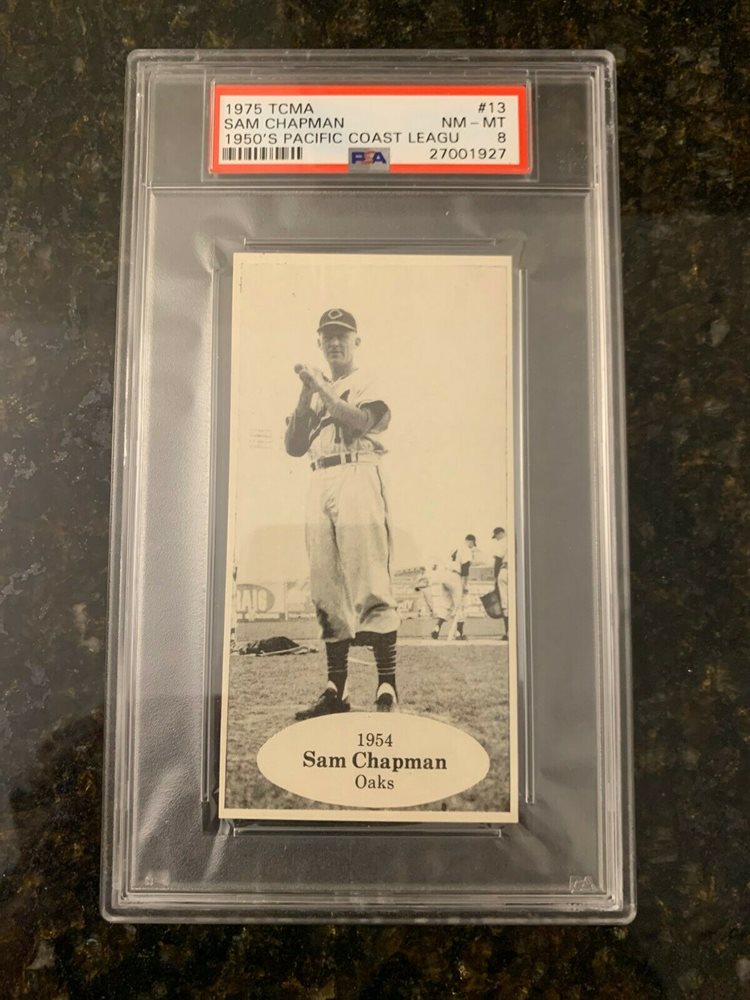 1975 TCMA #13
SAM CHAPMAN NM - MT
1950'S PACIFIC COAST LEAGU 8
PSA 27001927
C
1954
Sam Chapman
Oaks